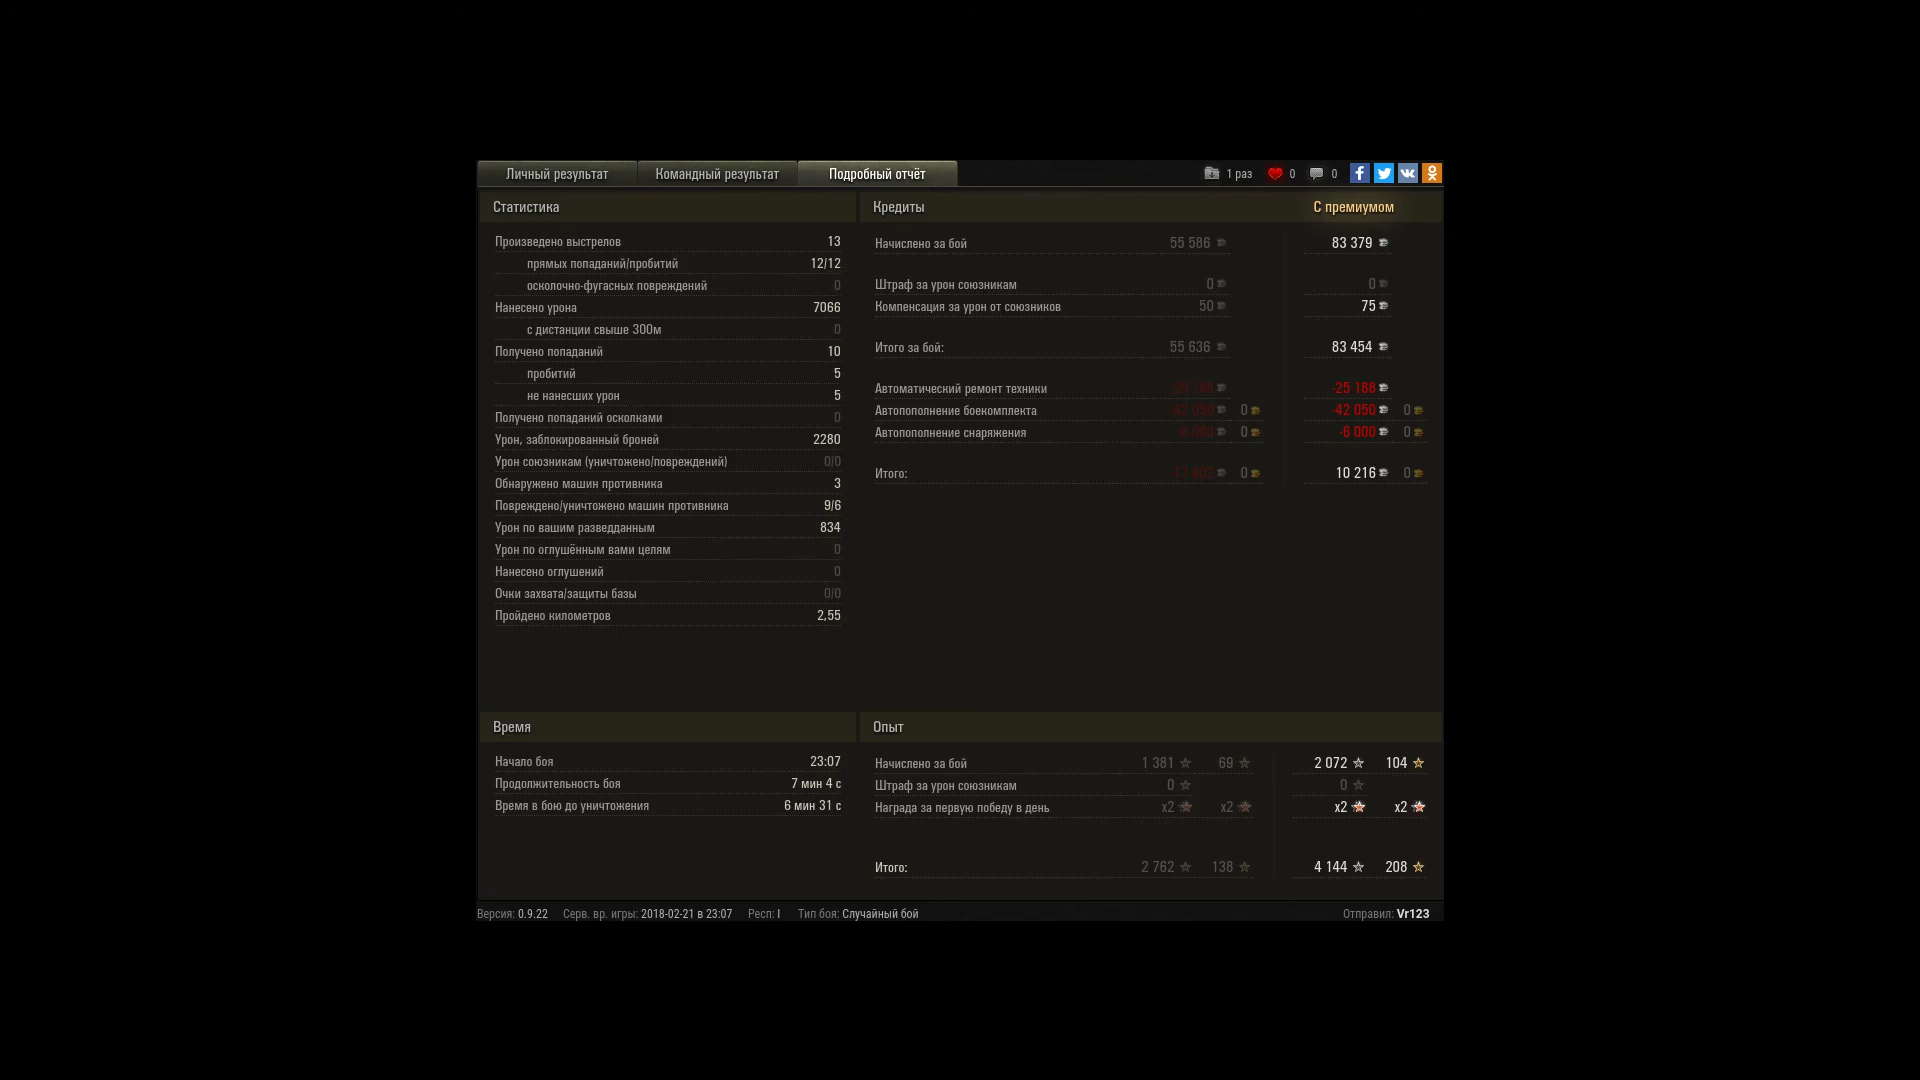 Личный результат Командный результат Подробный отчёт 1 раз 0 0
Статистика
Произведено выстрелов 13
прямых попаданий/пробитий 12/12
осколочно-фугасных повреждений 0
Нанесено урона 7066
с дистанции свыше 300м 0
Получено попаданий 10
пробитий 5
не нанесших урон 5
Получено попаданий осколками 0
Урон, заблокированный броней 2280
Урон союзникам (уничтожено/повреждений) 0/0
Обнаружено машин противника 3
Повреждено/уничтожено машин противника 9/6
Урон по вашим разведданным 834
Урон по оглушённым вами целям 0
Нанесено оглушений 0
Очки захвата/защиты базы 0/0
Пройдено километров 2,55
Кредиты С премиумом
Начислено за бой 55 586 83 379
Штраф за урон союзникам 0 0
Компенсация за урон от союзников 50 75
Итого за бой: 55 636 83 454
Автоматический ремонт техники -25 188 -25 188
Автопополнение боекомплекта -42 050 0 -42 050 0
Автопополнение снаряжения -6 000 0 -6 000 0
Итого: -17 602 0 10 216 0
Время
Начало боя 23:07
Продолжительность боя 7 мин 4 с
Время в бою до уничтожения 6 мин 31 с
Опыт
Начислено за бой 1 381 69 2 072 104
Штраф за урон союзникам 0 0
Награда за первую победу в день x2 x2 x2 x2
Итого: 2 762 138 4 144 208
Версия: 0.9.22 Серв. вр. игры: 2018-02-21 в 23:07 Респ: I Тип боя: Случайный бой Отправил: Vr123